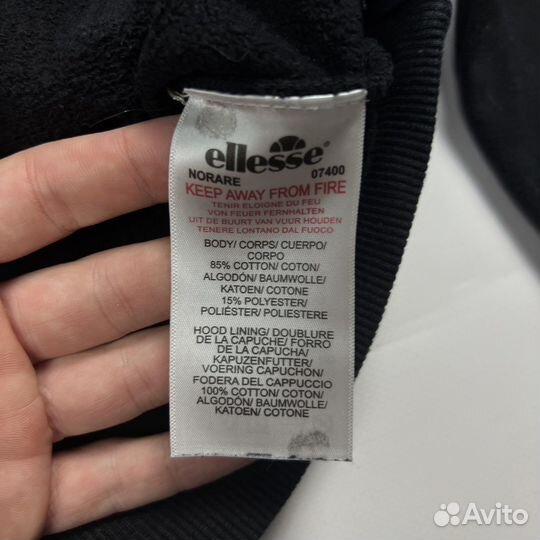 ellesse
NORARE 07400
KEEP AWAY FROM FIRE
TENIR ELOIGNE DU FEU
VON FEUER FERNHALTEN
UIT DE BUURT VAN VUUR HOUDEN
TENERE LONTANO DAL FUOCO
BODY/ CORPS/ CUERPO/
CORPO
85% COTTON/ COTON/
ALGODÓN/ BAUMWOLLE/
KATOEN/ COTONE
15% POLYESTER/
POLIÉSTER/ POLIESTERE
HOOD LINING/ DOUBLURE
DE LA CAPUCHE/ FORRO
DE LA CAPUCHA/
KAPUZENFUTTER/
VOERING CAPUCHON/
FODERA DEL CAPPUCCIO
100% COTTON/ COTON/
ALGODÓN/ BAUMWOLLE/
KATOEN/ COTONE
Avito